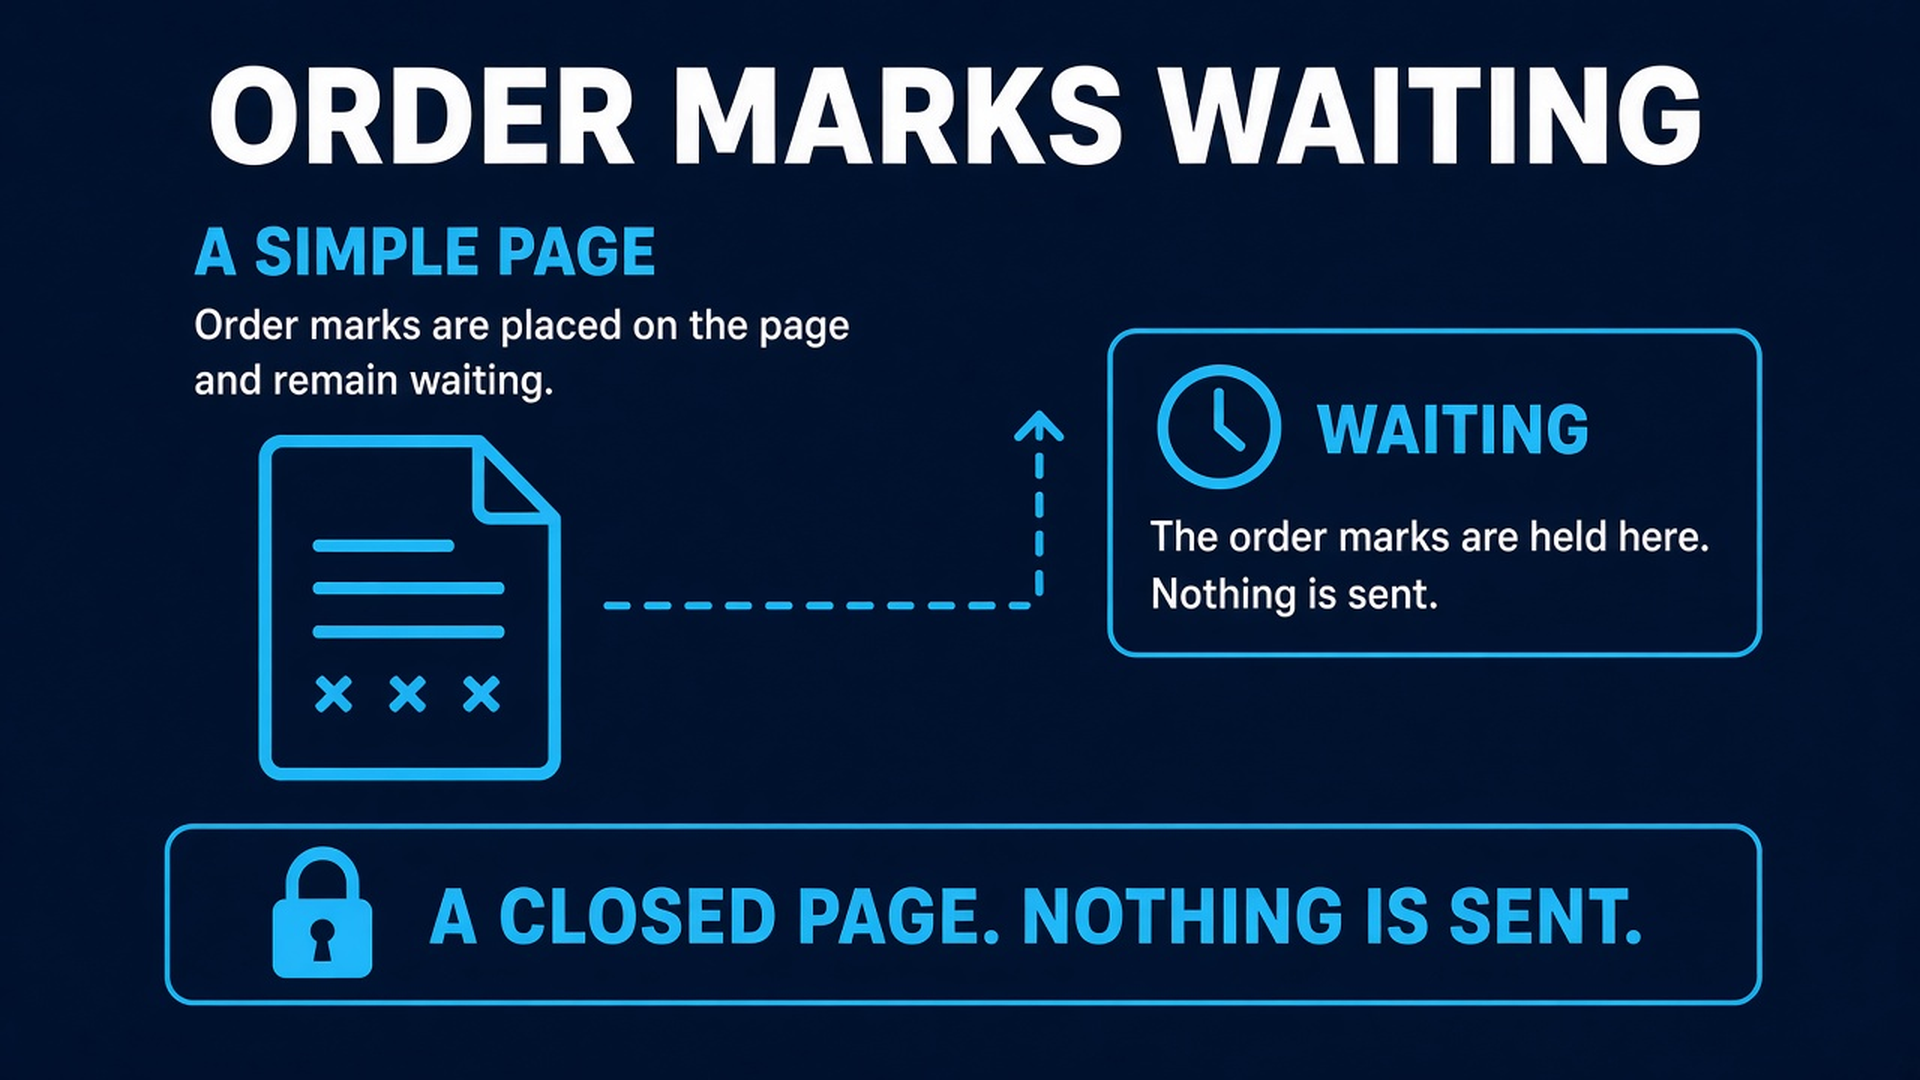 ORDER MARKS WAITING
A SIMPLE PAGE
Order marks are placed on the page
and remain waiting.
WAITING
The order marks are held here.
Nothing is sent.
A CLOSED PAGE. NOTHING IS SENT.